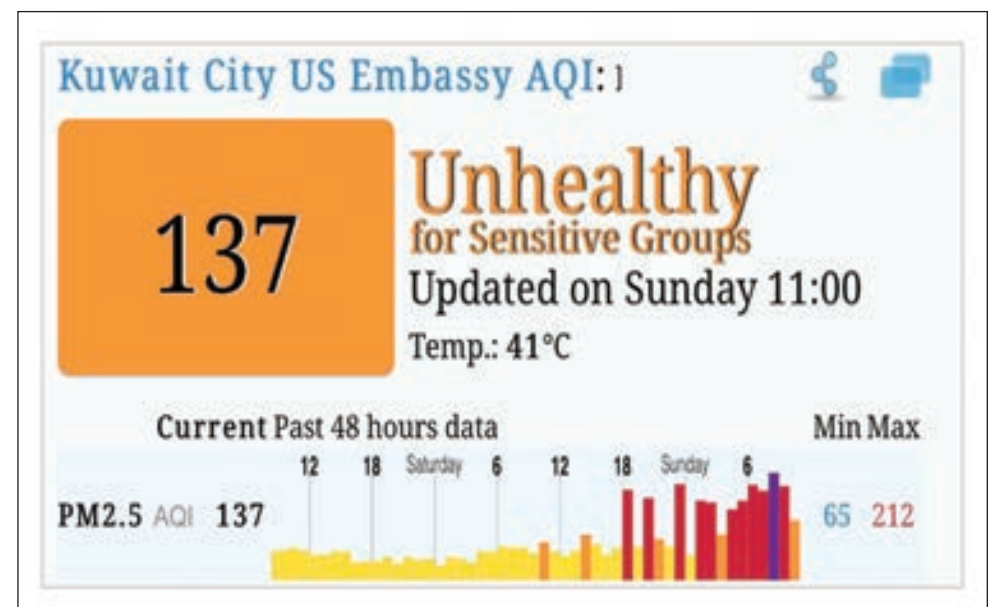 Kuwait City US Embassy AQI:
137
Unhealthy
for Sensitive Groups
Updated on Sunday 11:00
Temp.: 41°C
Current Past 48 hours data Min Max
12 18 Saturday 6 12 18 Sunday 6
PM2.5 AQI 137 65 212